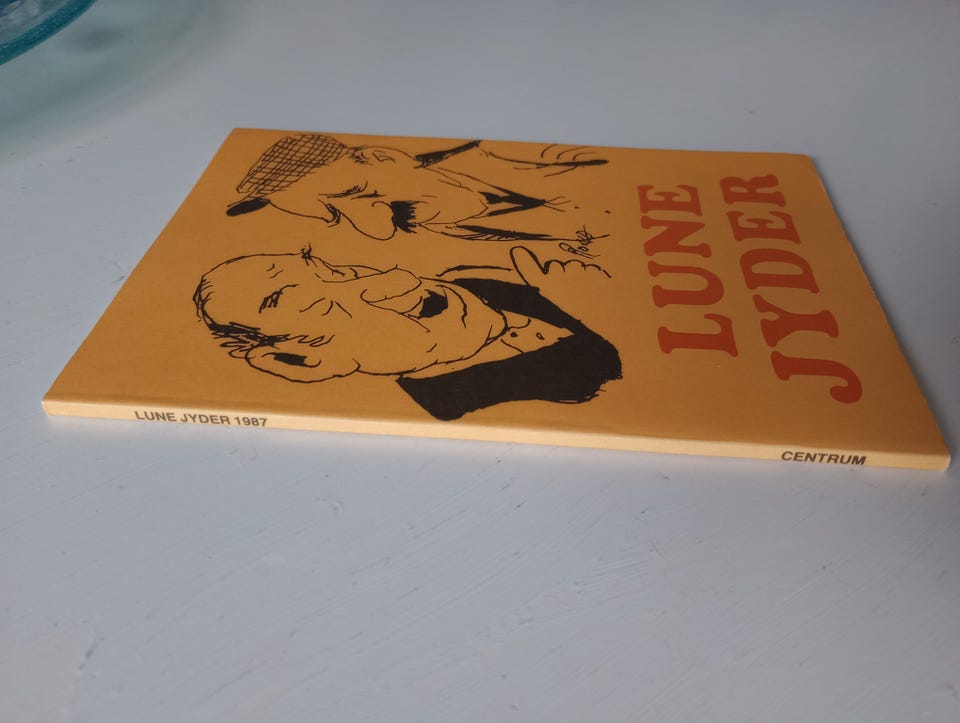 LUNE
JYDER
LUNE JYDER 1987
CENTRUM